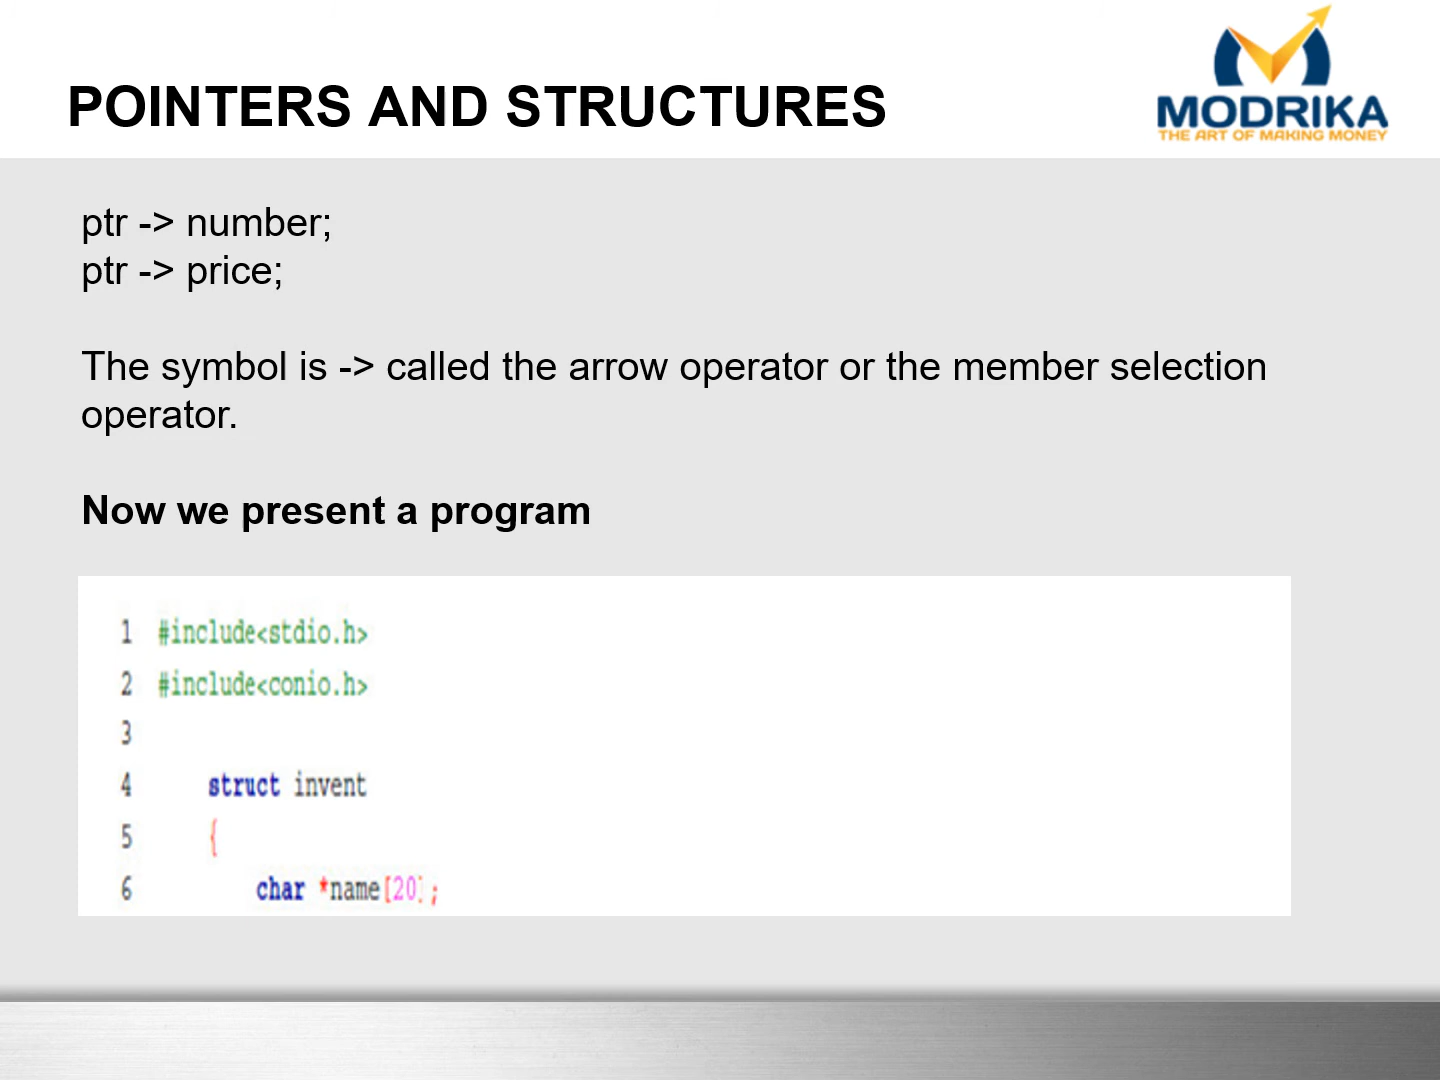 MODRIKA
THE ART OF MAKING MONEY
POINTERS AND STRUCTURES
ptr -> number;
ptr -> price;
The symbol is -> called the arrow operator or the member selection
operator.
Now we present a program
1 #include<stdio.h>
2 #include<conio.h>
3
4 struct invent
5 {
6 char *name[20];